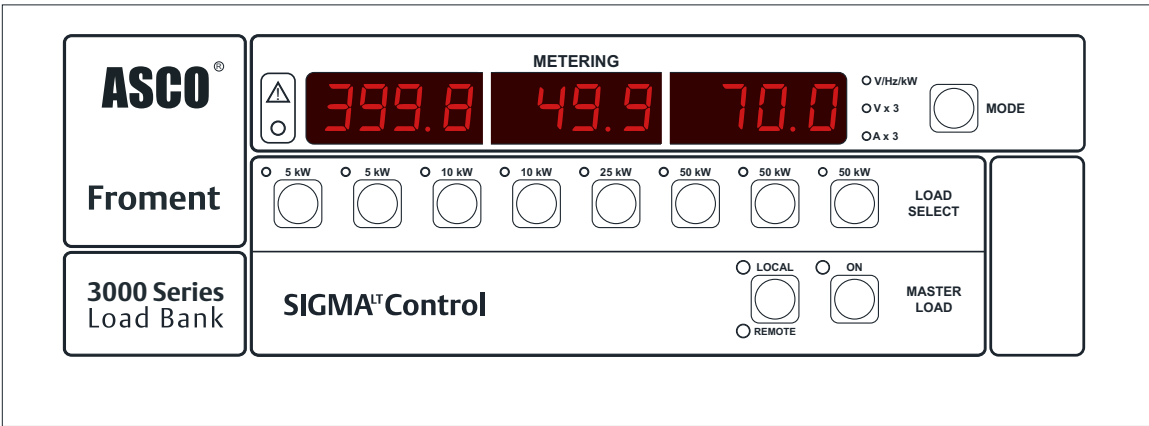 ASCO®
Froment
3000 Series
Load Bank
METERING
399.8 49.9 70.0
V/Hz/kW
V x 3
A x 3
MODE
5 kW 5 kW 10 kW 10 kW 25 kW 50 kW 50 kW 50 kW
LOAD
SELECT
SIGMALT Control
LOCAL
REMOTE
ON
MASTER
LOAD